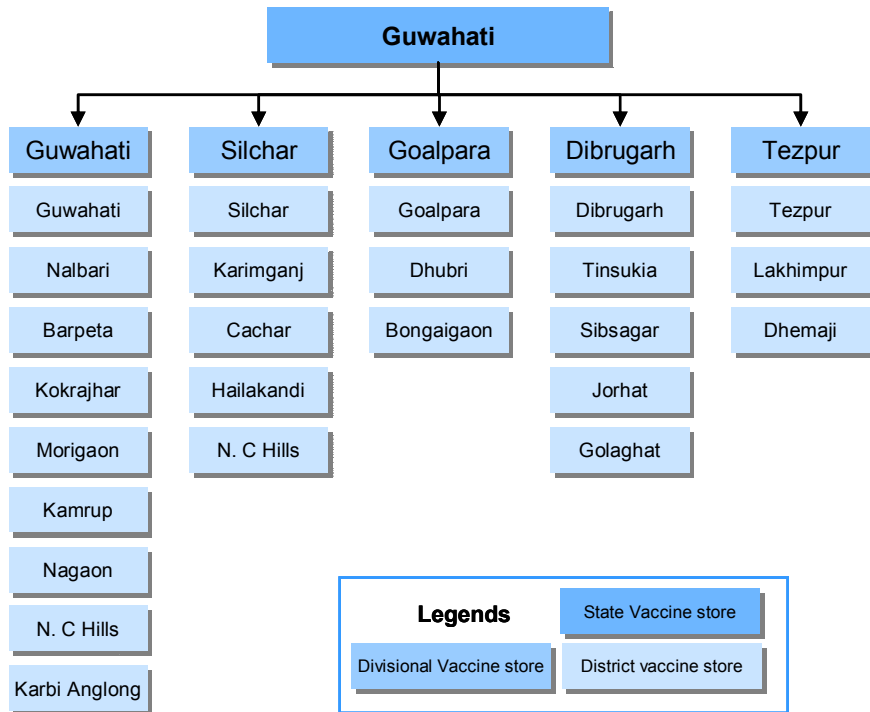 Guwahati
Guwahati
Silchar
Goalpara
Dibrugarh
Tezpur
Guwahati
Silchar
Goalpara
Dibrugarh
Tezpur
Nalbari
Karimganj
Dhubri
Tinsukia
Lakhimpur
Barpeta
Cachar
Bongaigaon
Sibsagar
Dhemaji
Kokrajhar
Hailakandi
Jorhat
Morigaon
N. C Hills
Golaghat
Kamrup
Nagaon
N. C Hills
Karbi Anglong
Legends
State Vaccine store
Divisional Vaccine store
District vaccine store